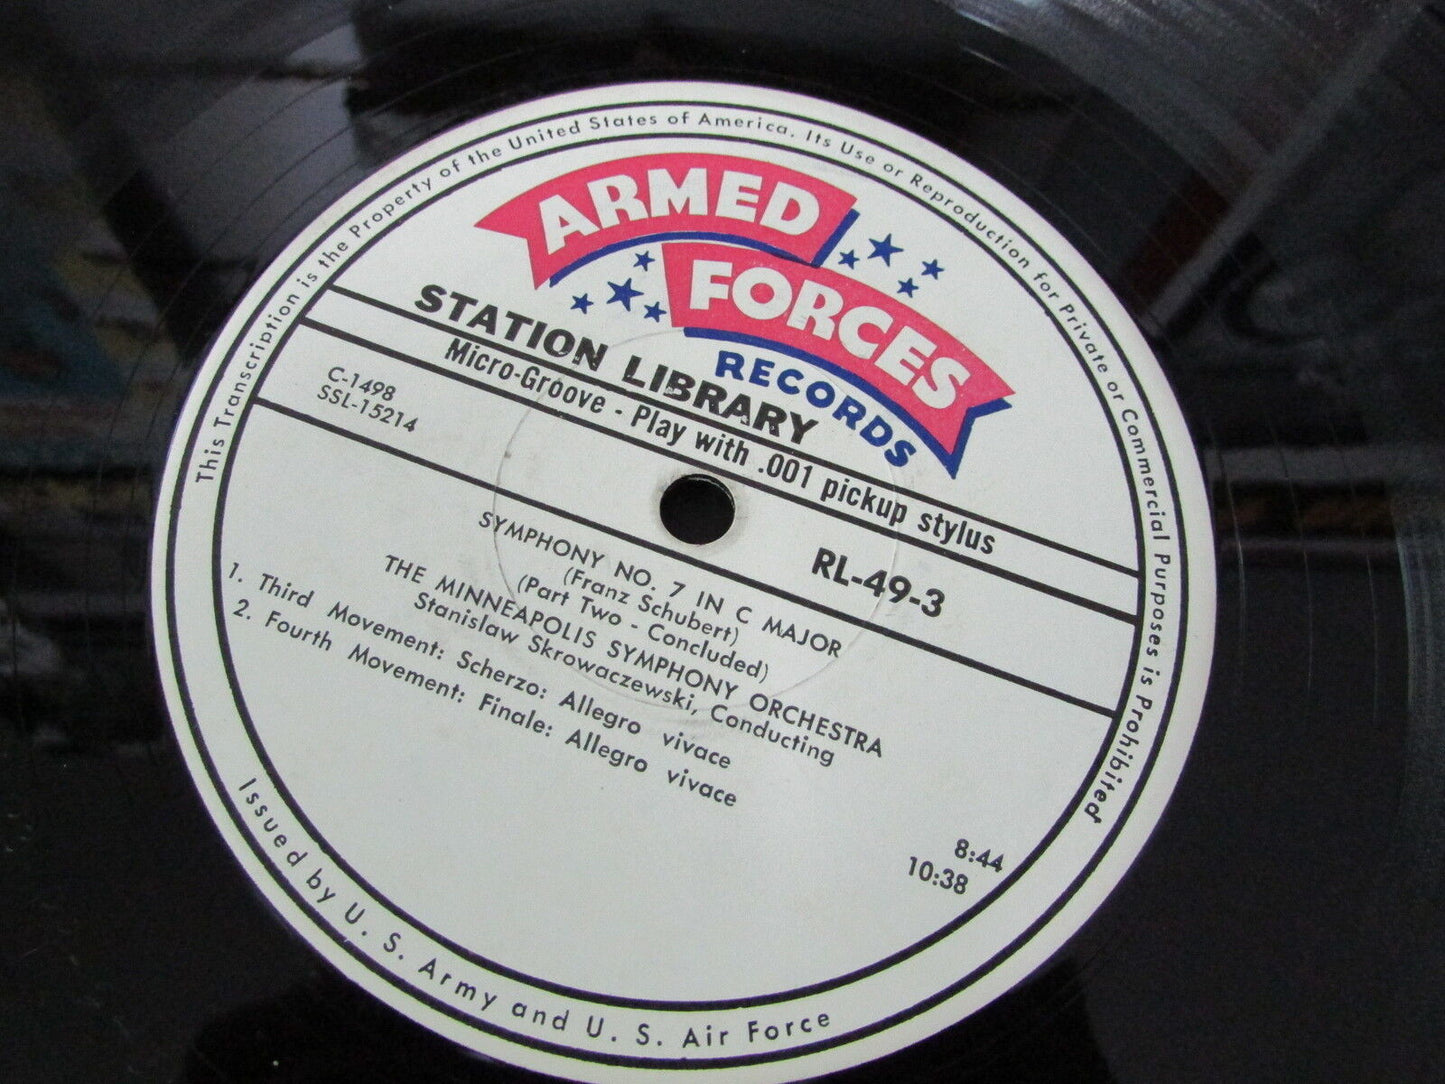 This Transcription is the Property of the United States of America. Its Use or Reproduction for Private or Commercial Purposes is Prohibited
ARMED
FORCES
RECORDS
STATION LIBRARY
Micro-Groove - Play with .001 pickup stylus
C-1498
SSL-15214
RL-49-3
SYMPHONY NO. 7 IN C MAJOR
(Franz Schubert)
(Part Two - Concluded)
THE MINNEAPOLIS SYMPHONY ORCHESTRA
Stanislaw Skrowaczewski, Conducting
1. Third Movement: Scherzo: Allegro vivace 8:44
2. Fourth Movement: Finale: Allegro vivace 10:38
Issued by U. S. Army and U. S. Air Force